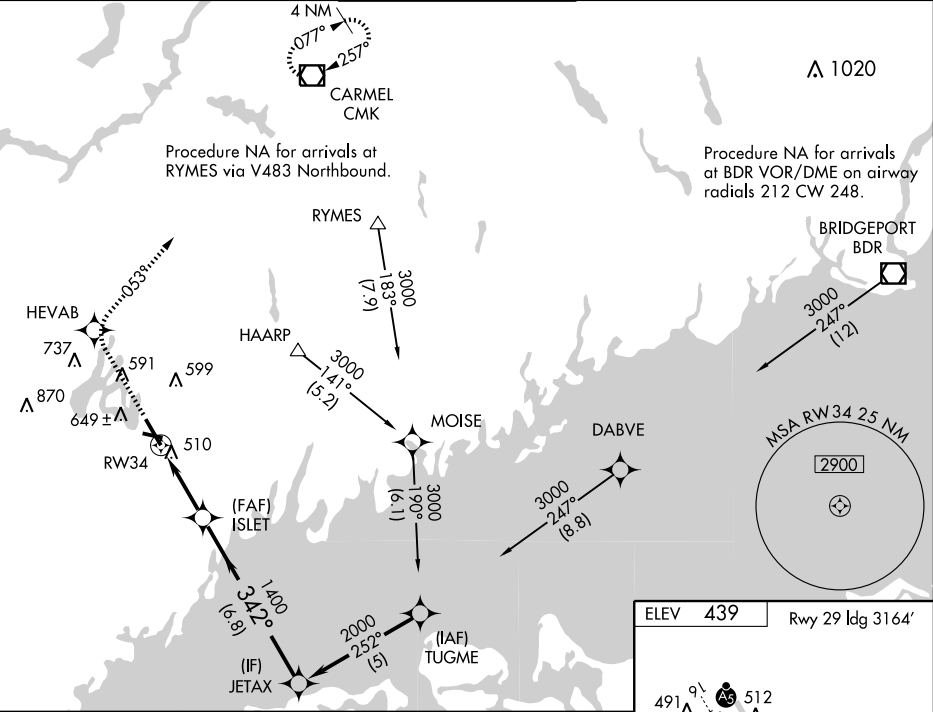 4 NM
077°
257°
CARMEL
CMK
1020
Procedure NA for arrivals at
RYMES via V483 Northbound.
Procedure NA for arrivals
at BDR VOR/DME on airway
radials 212 CW 248.
RYMES
3000
183°
(7.9)
BRIDGEPORT
BDR
3000
247°
(12)
053°
HEVAB
737
591
599
870
649±
HAARP
3000
141°
(5.2)
MOISE
DABVE
MSA RW34 25 NM
2900
510
RW34
3000
190°
(6.1)
3000
247°
(8.8)
(FAF)
ISLET
1400
342°
(6.8)
2000
252°
(5)
(IAF)
TUGME
(IF)
JETAX
ELEV 439
Rwy 29 ldg 3164'
491
16
A5
512